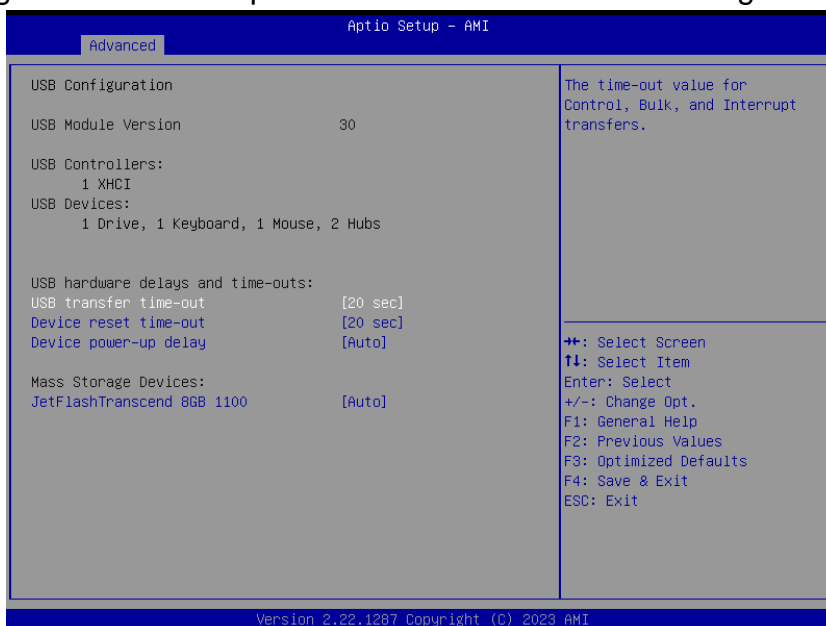 Aptio Setup - AMI
Advanced
USB Configuration
USB Module Version 30
USB Controllers:
1 XHCI
USB Devices:
1 Drive, 1 Keyboard, 1 Mouse, 2 Hubs
USB hardware delays and time-outs:
USB transfer time-out [20 sec]
Device reset time-out [20 sec]
Device power-up delay [Auto]
Mass Storage Devices:
JetFlashTranscend 8GB 1100 [Auto]
The time-out value for
Control, Bulk, and Interrupt
transfers.
→←: Select Screen
↑↓: Select Item
Enter: Select
+/-: Change Opt.
F1: General Help
F2: Previous Values
F3: Optimized Defaults
F4: Save & Exit
ESC: Exit
Version 2.22.1287 Copyright (C) 2023 AMI